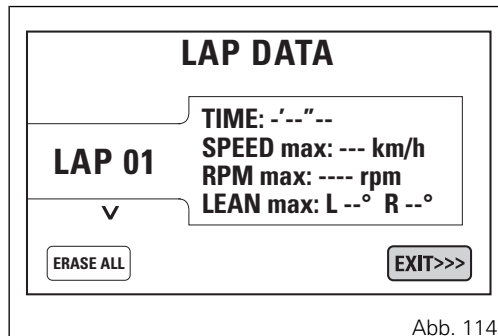 LAP DATA
LAP 01
TIME: -'--"--
SPEED max: --- km/h
RPM max: ---- rpm
LEAN max: L --° R --°
ERASE ALL
EXIT>>>
Abb. 114